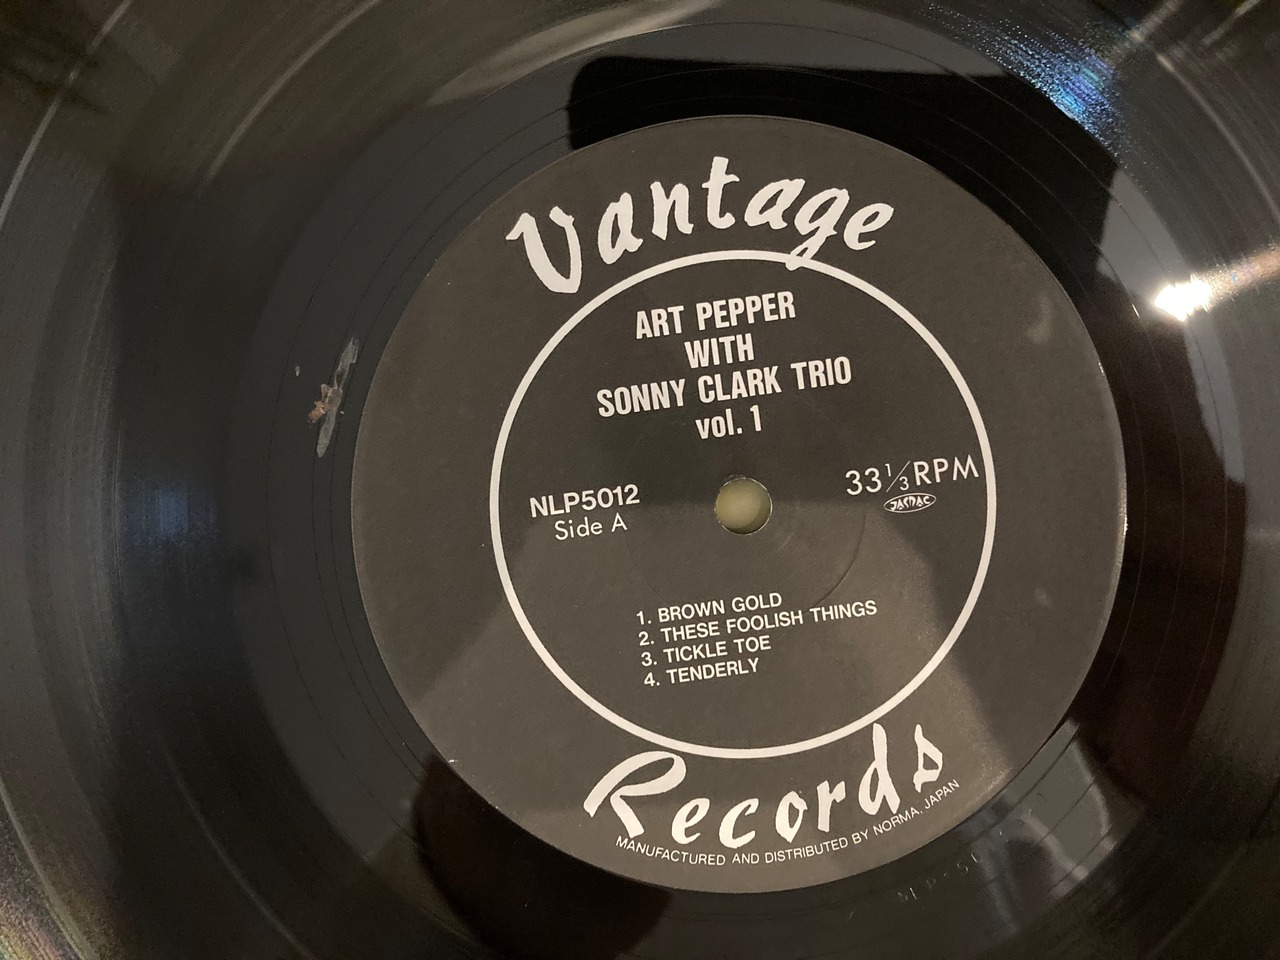 Vantage
ART PEPPER
WITH
SONNY CLARK TRIO
vol. 1
NLP5012
Side A
33 1/3 RPM
JASRAC
1. BROWN GOLD
2. THESE FOOLISH THINGS
3. TICKLE TOE
4. TENDERLY
Records
MANUFACTURED AND DISTRIBUTED BY NORMA, JAPAN